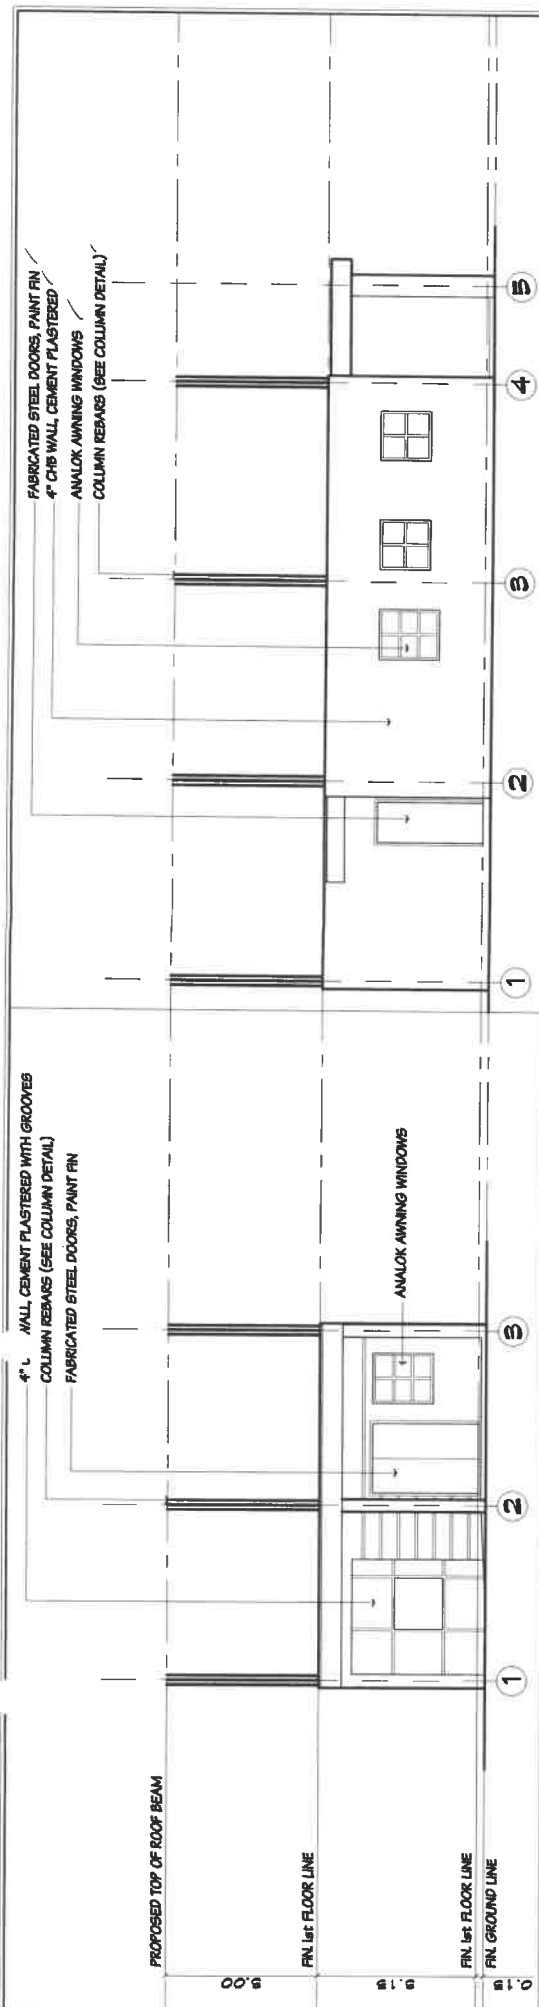 PROPOSED TOP OF ROOF BEAM
FIN. 1st FLOOR LINE
FIN. 1st FLOOR LINE
FIN. GROUND LINE
3.00
3.15
0.15
4" WALL, CEMENT PLASTERED WITH GROOVES
COLUMN REBARS (SEE COLUMN DETAIL)
FABRICATED STEEL DOORS, PAINT FIN
ANALOK AWNING WINDOWS
1
2
3
FABRICATED STEEL DOORS, PAINT FIN
4" CHB WALL, CEMENT PLASTERED
ANALOK AWNING WINDOWS
COLUMN REBARS (SEE COLUMN DETAIL)
1
2
3
4
5